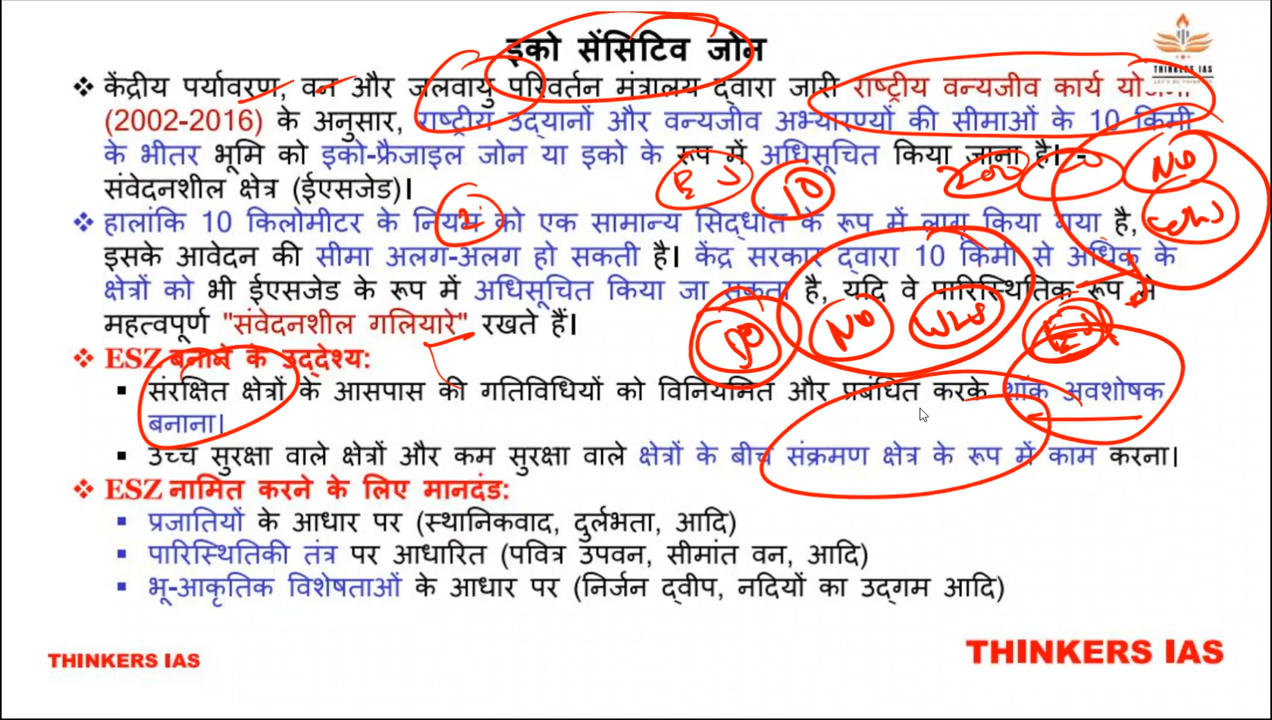 इको सेंसिटिव जोन
THINKERS IAS
❖ केंद्रीय पर्यावरण, वन और जलवायु परिवर्तन मंत्रालय द्वारा जारी राष्ट्रीय वन्यजीव कार्य योजना
(2002-2016) के अनुसार, राष्ट्रीय उद्यानों और वन्यजीव अभ्यारण्यों की सीमाओं के 10 किमी
के भीतर भूमि को इको-फ्रैजाइल जोन या इको के रूप में अधिसूचित किया जाना है। -
संवेदनशील क्षेत्र (ईएसजेड)।
10
No
❖ हालांकि 10 किलोमीटर के नियम को एक सामान्य सिद्धांत के रूप में लागू किया गया है,
इसके आवेदन की सीमा अलग-अलग हो सकती है। केंद्र सरकार द्वारा 10 किमी से अधिक के
क्षेत्रों को भी ईएसजेड के रूप में अधिसूचित किया जा सकता है, यदि वे पारिस्थितिक रूप से
महत्वपूर्ण "संवेदनशील गलियारे" रखते हैं।
❖ ESZ बनाने के उद्देश्य:
▪ संरक्षित क्षेत्रों के आसपास की गतिविधियों को विनियमित और प्रबंधित करके शॉक अवशोषक
बनाना।
▪ उच्च सुरक्षा वाले क्षेत्रों और कम सुरक्षा वाले क्षेत्रों के बीच संक्रमण क्षेत्र के रूप में काम करना।
❖ ESZ नामित करने के लिए मानदंड:
▪ प्रजातियों के आधार पर (स्थानिकवाद, दुर्लभता, आदि)
▪ पारिस्थितिकी तंत्र पर आधारित (पवित्र उपवन, सीमांत वन, आदि)
▪ भू-आकृतिक विशेषताओं के आधार पर (निर्जन द्वीप, नदियों का उद्गम आदि)
THINKERS IAS
THINKERS IAS